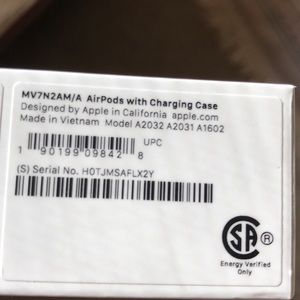 MV7N2AM/A AirPods with Charging Case
Designed by Apple in California apple.com
Made in Vietnam Model A2032 A2031 A1602
UPC
1 90199 09842 8
(S) Serial No. H0TJMSAFLX2Y
SA ®
Energy Verified
Only